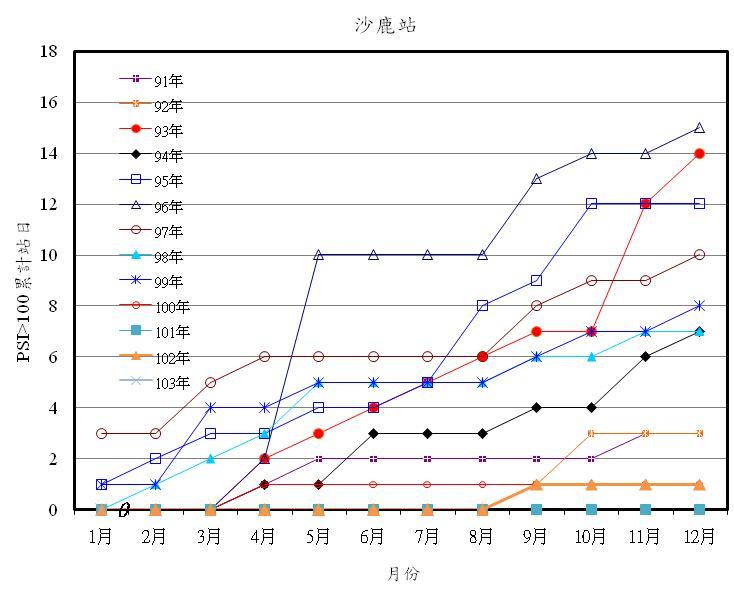 沙鹿站
18
16
14
12
10
8
6
4
2
0
PSI>100累計站日
91年
92年
93年
94年
95年
96年
97年
98年
99年
100年
101年
102年
103年
0
1月 2月 3月 4月 5月 6月 7月 8月 9月 10月 11月 12月
月份